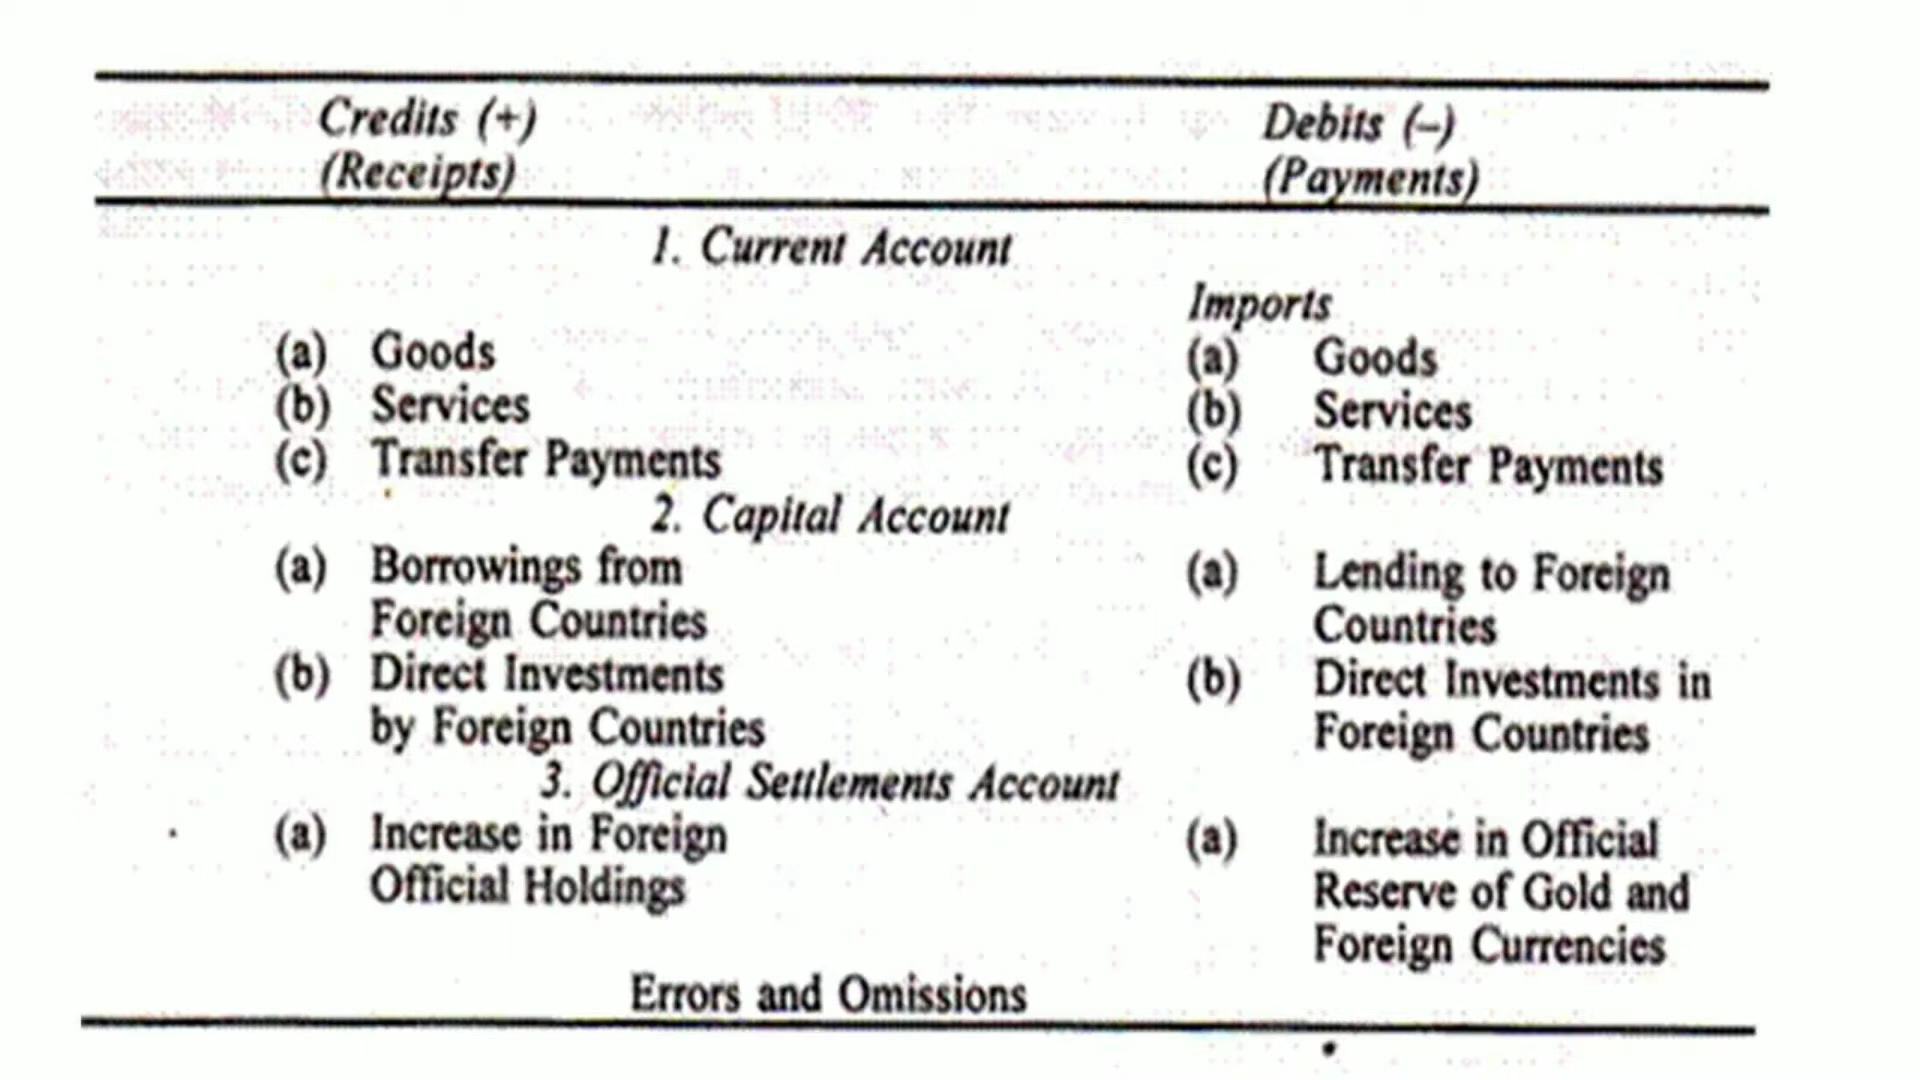 Credits (+) Debits (–)
(Receipts) (Payments)
1. Current Account
Imports
(a) Goods (a) Goods
(b) Services (b) Services
(c) Transfer Payments (c) Transfer Payments
2. Capital Account
(a) Borrowings from (a) Lending to Foreign
Foreign Countries Countries
(b) Direct Investments (b) Direct Investments in
by Foreign Countries Foreign Countries
3. Official Settlements Account
(a) Increase in Foreign (a) Increase in Official
Official Holdings Reserve of Gold and
Foreign Currencies
Errors and Omissions